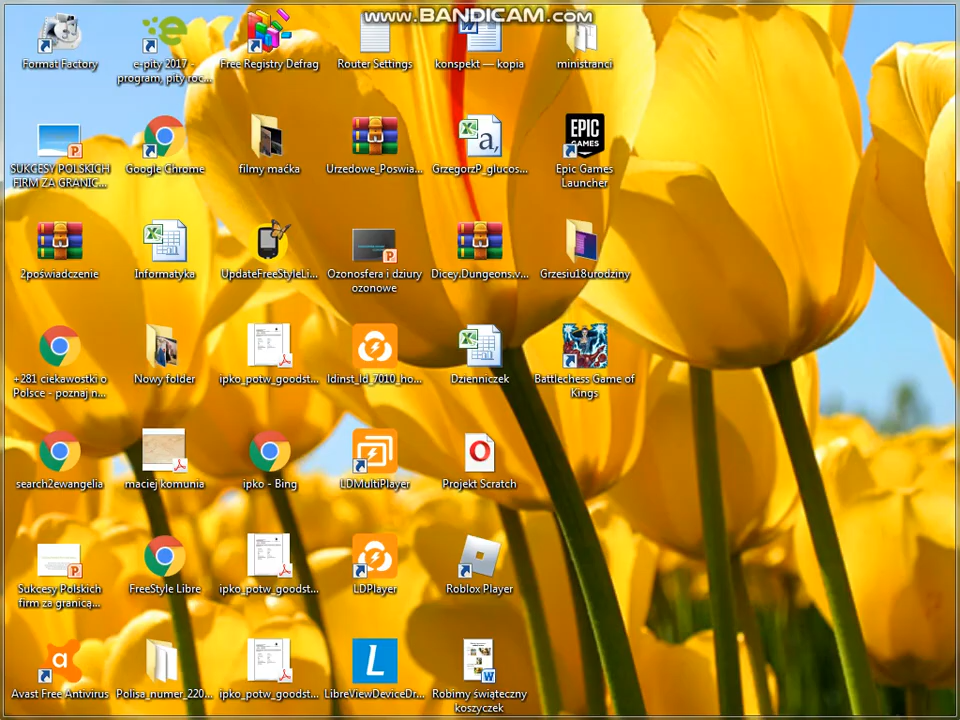 www.BANDICAM.com
Format Factory
e-pity 2017 -
program, pity roc...
Free Registry Defrag
Router Settings
konspekt — kopia
ministranci
SUKCESY POLSKICH
FIRM ZA GRANIC...
Google Chrome
filmy maćka
Urzedowe_Poswia...
GrzegorzP_glucos...
EPIC
GAMES
Epic Games
Launcher
2poświadczenie
Informatyka
UpdateFreeStyleLi...
Ozonosfera i dziury
ozonowe
Dicey.Dungeons.v...
Grzesiu18urodziny
+281 ciekawostki o
Polsce - poznaj n...
Nowy folder
ipko_potw_goodst...
ldinst_ld_7010_ho...
Dzienniczek
Battlechess Game of
Kings
search2ewangelia
maciej komunia
ipko - Bing
LDMultiPlayer
Projekt Scratch
Sukcesy Polskich
firm za granicą...
FreeStyle Libre
ipko_potw_goodst...
LDPlayer
Roblox Player
Avast Free Antivirus
Polisa_numer_220...
ipko_potw_goodst...
LibreViewDeviceDr...
Robimy świąteczny
koszyczek